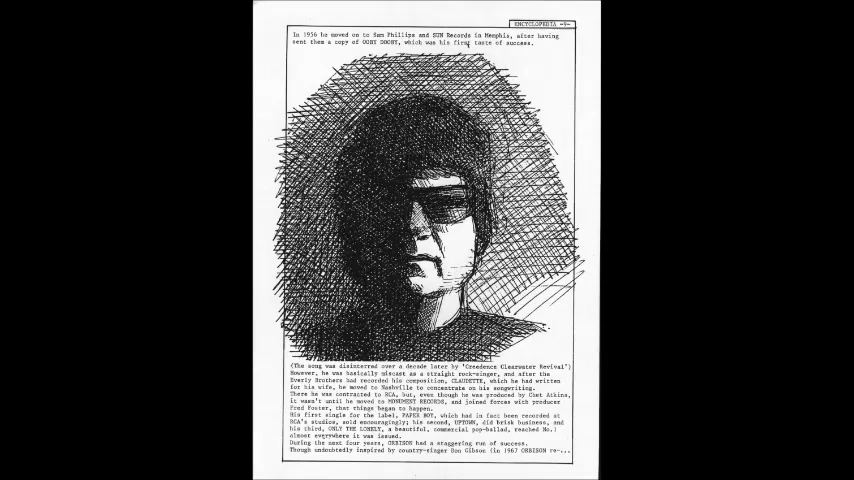 ENCYCLOPEDIA -9-
In 1956 he moved on to Sam Phillips and SUN Records in Memphis, after having
sent them a copy of OOBY DOOBY, which was his first taste of success.
(The song was disinterred over a decade later by 'Creedence Clearwater Revival')
However, he was basically miscast as a straight rock-singer, and after the
Everly Brothers had recorded his composition, CLAUDETTE, which he had written
for his wife, he moved to Nashville to concentrate on his songwriting.
There he was contracted to RCA, but, even though he was produced by Chet Atkins,
it wasn't until he moved to MONUMENT RECORDS, and joined forces with producer
Fred Foster, that things began to happen.
His first single for the label, PAPER BOY, which had in fact been recorded at
RCA's studios, sold encouragingly; his second, UPTOWN, did brisk business, and
his third, ONLY THE LONELY, a beautiful, commercial pop-ballad, reached No.1
almost everywhere it was issued.
During the next four years, ORBISON had a staggering run of success.
Though undoubtedly inspired by country-singer Don Gibson (in 1967 ORBISON re-...